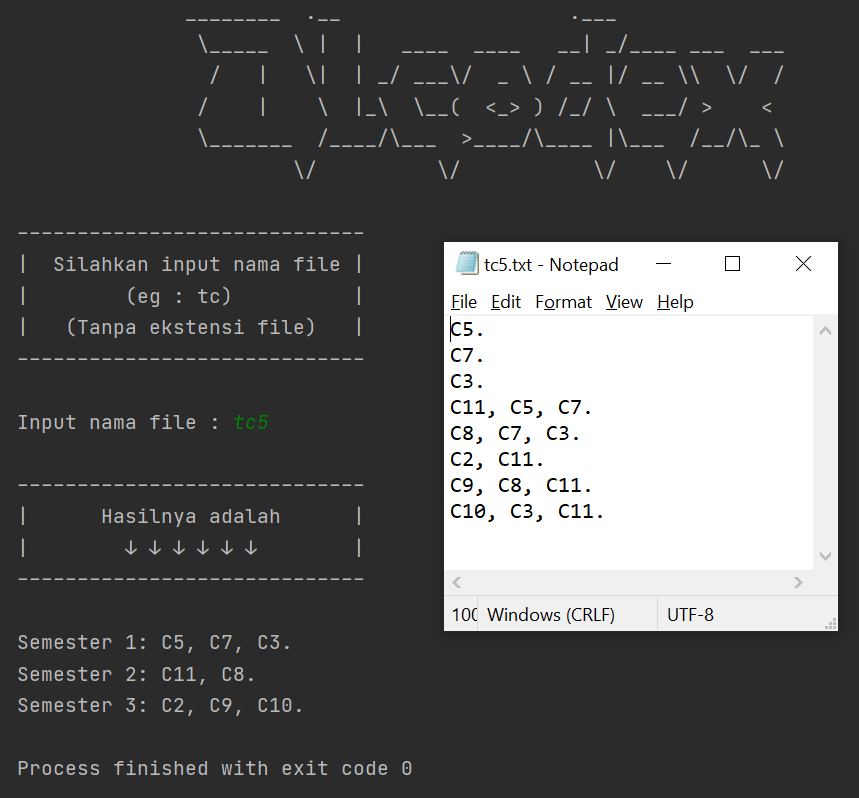 ________  .__                   .___
\_____  \ |  |   ____  ____   __| _/____ ___  ___
 /   |   \|  | _/ ___\/  _ \ / __ |/ __ \\  \/  /
/    |    \  |_\  \__(  <_> ) /_/ \  ___/ >    <
\_______  /____/\___  >____/\____ |\___  /__/\_ \
        \/          \/           \/    \/      \/
-----------------------------
|  Silahkan input nama file |
|        (eg : tc)          |
|   (Tanpa ekstensi file)   |
-----------------------------
Input nama file : tc5
-----------------------------
|      Hasilnya adalah      |
|        ↓ ↓ ↓ ↓ ↓ ↓        |
-----------------------------
Semester 1: C5, C7, C3.
Semester 2: C11, C8.
Semester 3: C2, C9, C10.
Process finished with exit code 0
tc5.txt - Notepad
File Edit Format View Help
C5.
C7.
C3.
C11, C5, C7.
C8, C7, C3.
C2, C11.
C9, C8, C11.
C10, C3, C11.
100 Windows (CRLF) UTF-8